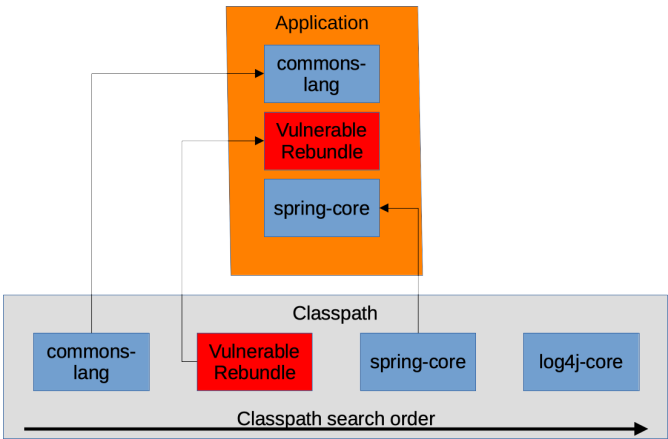 Application
commons-
lang
Vulnerable
Rebundle
spring-core
Classpath
commons-
lang
Vulnerable
Rebundle
spring-core
log4j-core
Classpath search order